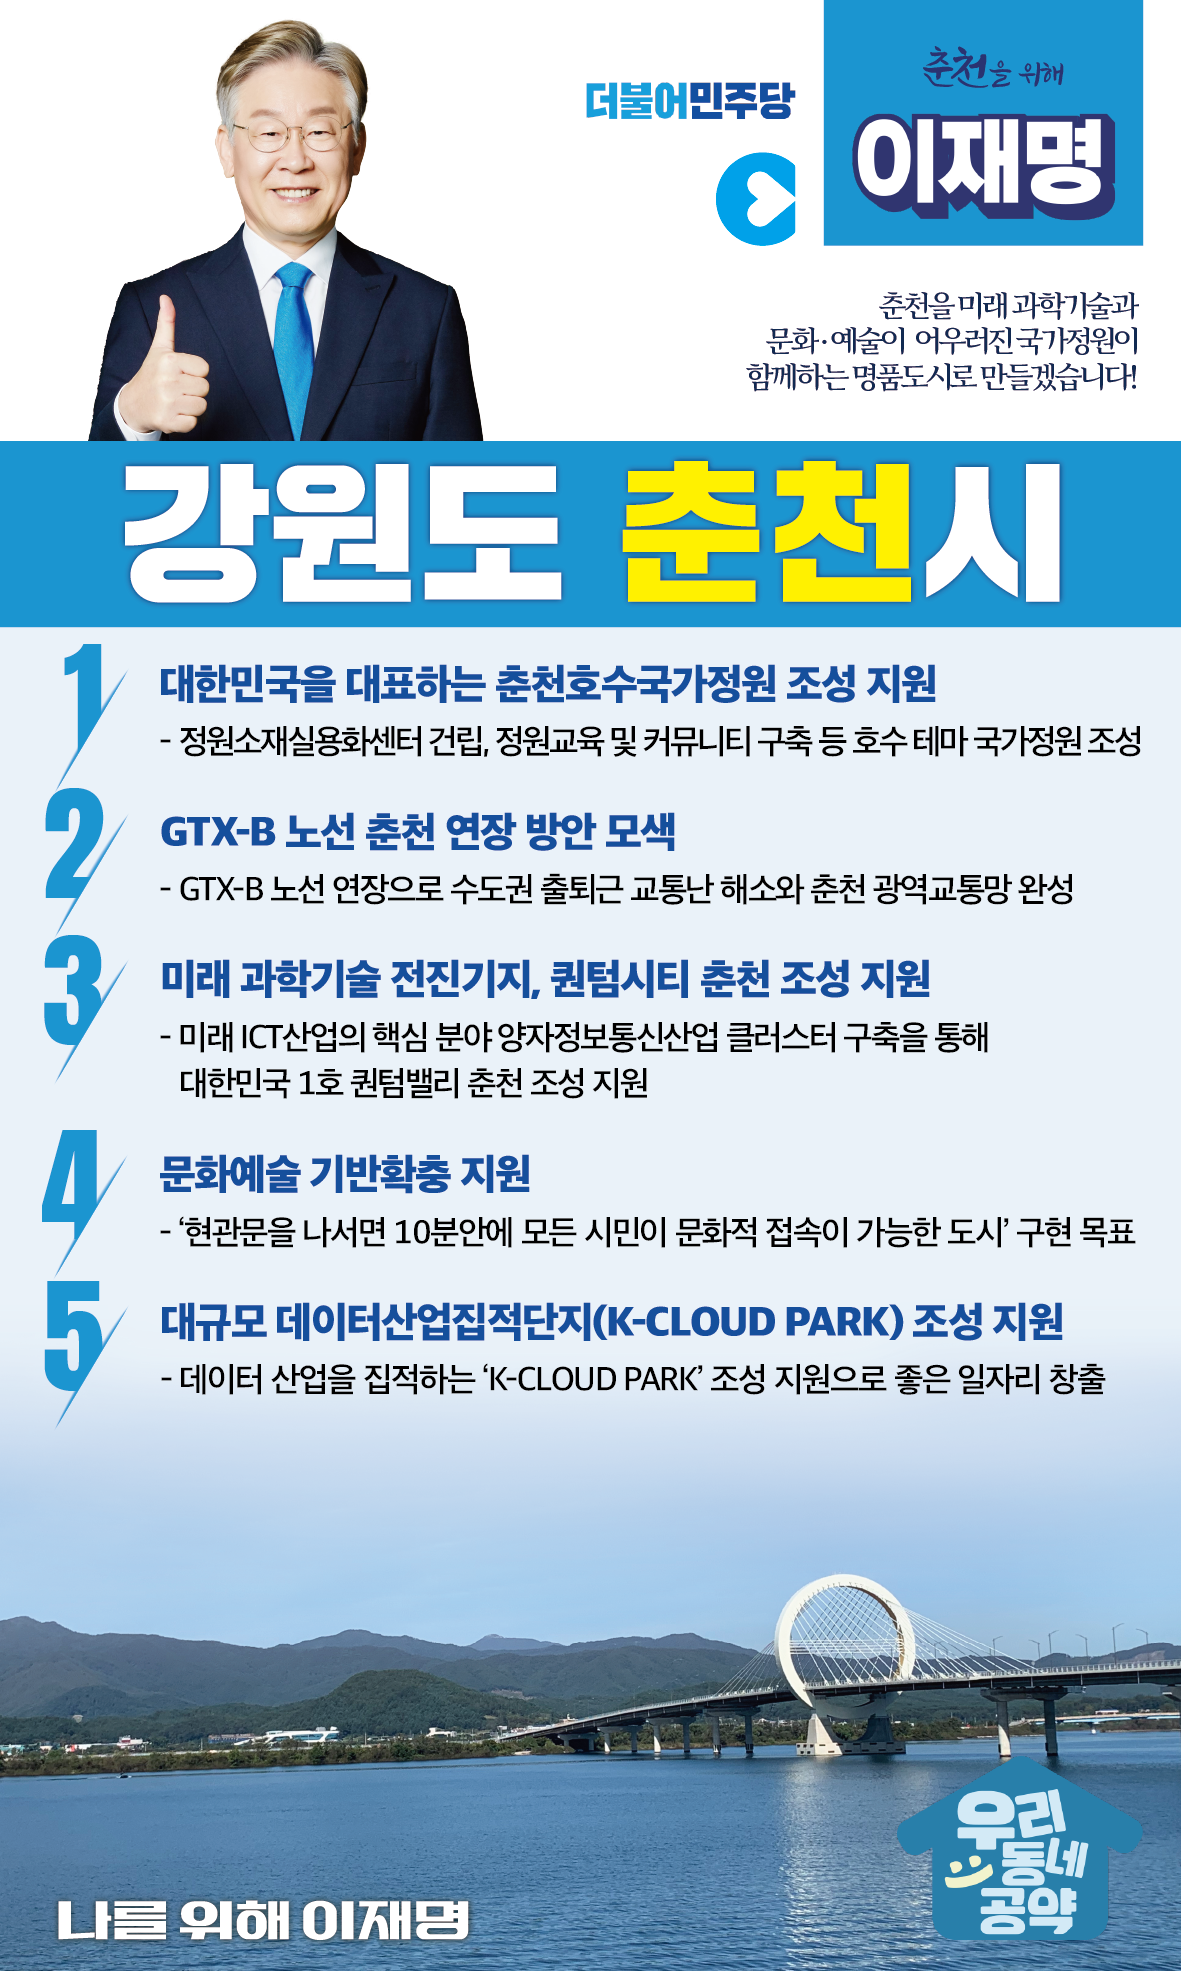 더불어민주당
춘천을 위해
이재명
춘천을 미래 과학기술과
문화·예술이 어우러진 국가정원이
함께하는 명품도시로 만들겠습니다!
강원도 춘천시
1
대한민국을 대표하는 춘천호수국가정원 조성 지원
- 정원소재실용화센터 건립, 정원교육 및 커뮤니티 구축 등 호수 테마 국가정원 조성
2
GTX-B 노선 춘천 연장 방안 모색
- GTX-B 노선 연장으로 수도권 출퇴근 교통난 해소와 춘천 광역교통망 완성
3
미래 과학기술 전진기지, 퀀텀시티 춘천 조성 지원
- 미래 ICT산업의 핵심 분야 양자정보통신산업 클러스터 구축을 통해
대한민국 1호 퀀텀밸리 춘천 조성 지원
4
문화예술 기반확충 지원
- ‘현관문을 나서면 10분안에 모든 시민이 문화적 접속이 가능한 도시’ 구현 목표
5
대규모 데이터산업집적단지(K-CLOUD PARK) 조성 지원
- 데이터 산업을 집적하는 ‘K-CLOUD PARK’ 조성 지원으로 좋은 일자리 창출
우리
동네
공약
나를 위해 이재명